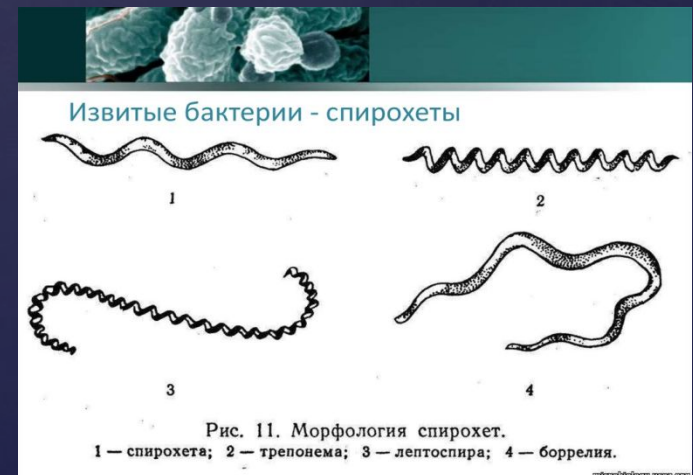 Извитые бактерии - спирохеты
1
2
3
4
Рис. 11. Морфология спирохет.
1 — спирохета; 2 — трепонема; 3 — лептоспира; 4 — боррелия.